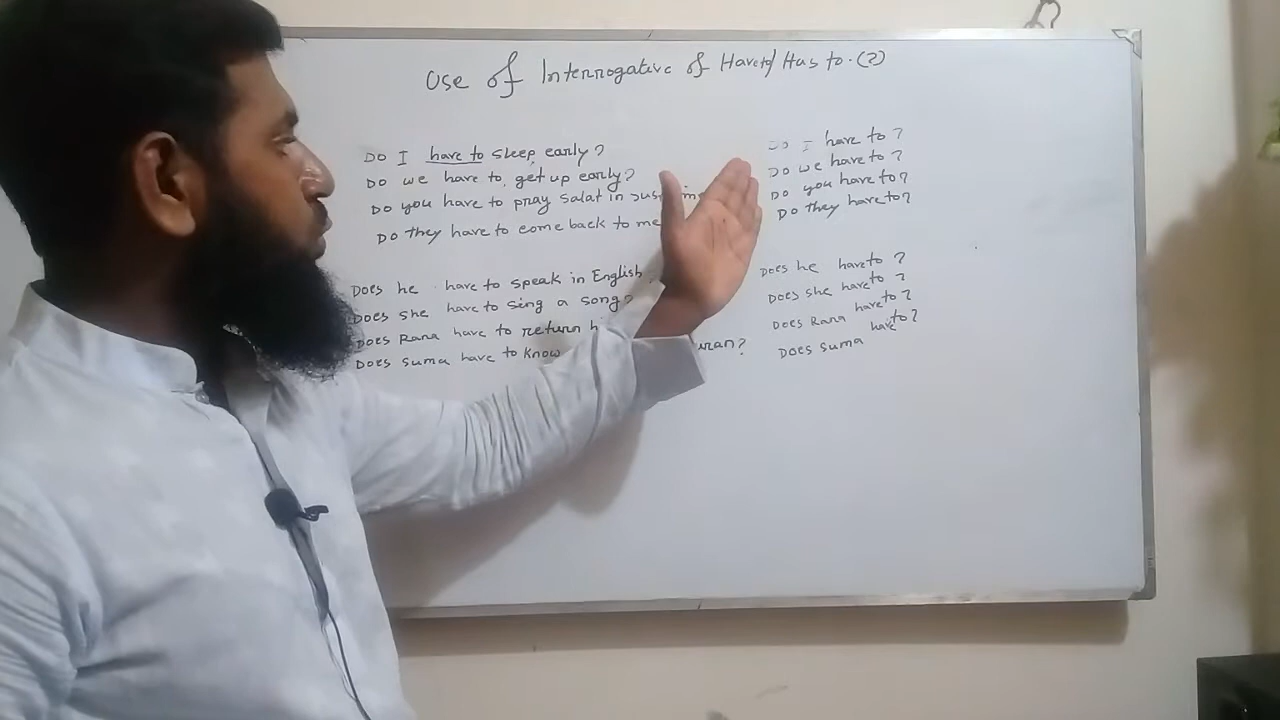 Use of Interrogative of Have to/ Has to. (?)
Do I have to sleep early?
Do we have to get up early?
Do you have to pray salat in
Do they have to come back to me
Does he have to speak in English
Does she have to sing a song?
Does Rana have to return
Does suma have to know
Do I have to ?
Do we have to ?
Do you have to?
Do they have to?
Does he have to ?
Does she have to ?
Does Rana have to ?
Does suma have to?